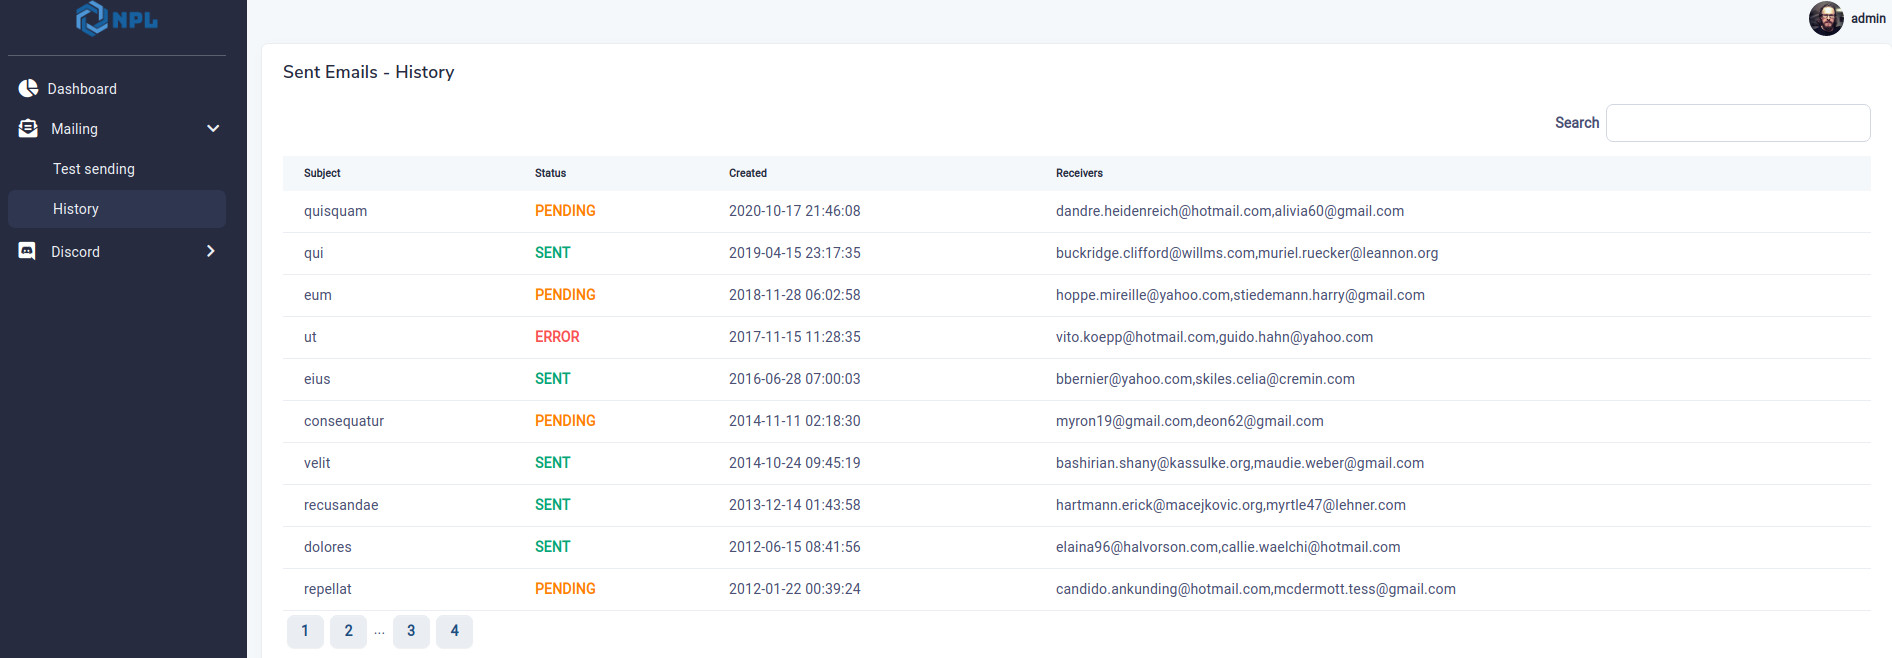 NPL
admin
Dashboard
Mailing
Test sending
History
Discord
Sent Emails - History
Search
Subject Status Created Receivers
quisquam PENDING 2020-10-17 21:46:08 dandre.heidenreich@hotmail.com,alivia60@gmail.com
qui SENT 2019-04-15 23:17:35 buckridge.clifford@willms.com,muriel.ruecker@leannon.org
eum PENDING 2018-11-28 06:02:58 hoppe.mireille@yahoo.com,stiedemann.harry@gmail.com
ut ERROR 2017-11-15 11:28:35 vito.koepp@hotmail.com,guido.hahn@yahoo.com
eius SENT 2016-06-28 07:00:03 bbernier@yahoo.com,skiles.celia@cremin.com
consequatur PENDING 2014-11-11 02:18:30 myron19@gmail.com,deon62@gmail.com
velit SENT 2014-10-24 09:45:19 bashirian.shany@kassulke.org,maudie.weber@gmail.com
recusandae SENT 2013-12-14 01:43:58 hartmann.erick@macejkovic.org,myrtle47@lehner.com
dolores SENT 2012-06-15 08:41:56 elaina96@halvorson.com,callie.waelchi@hotmail.com
repellat PENDING 2012-01-22 00:39:24 candido.ankunding@hotmail.com,mcdermott.tess@gmail.com
1 2 ... 3 4